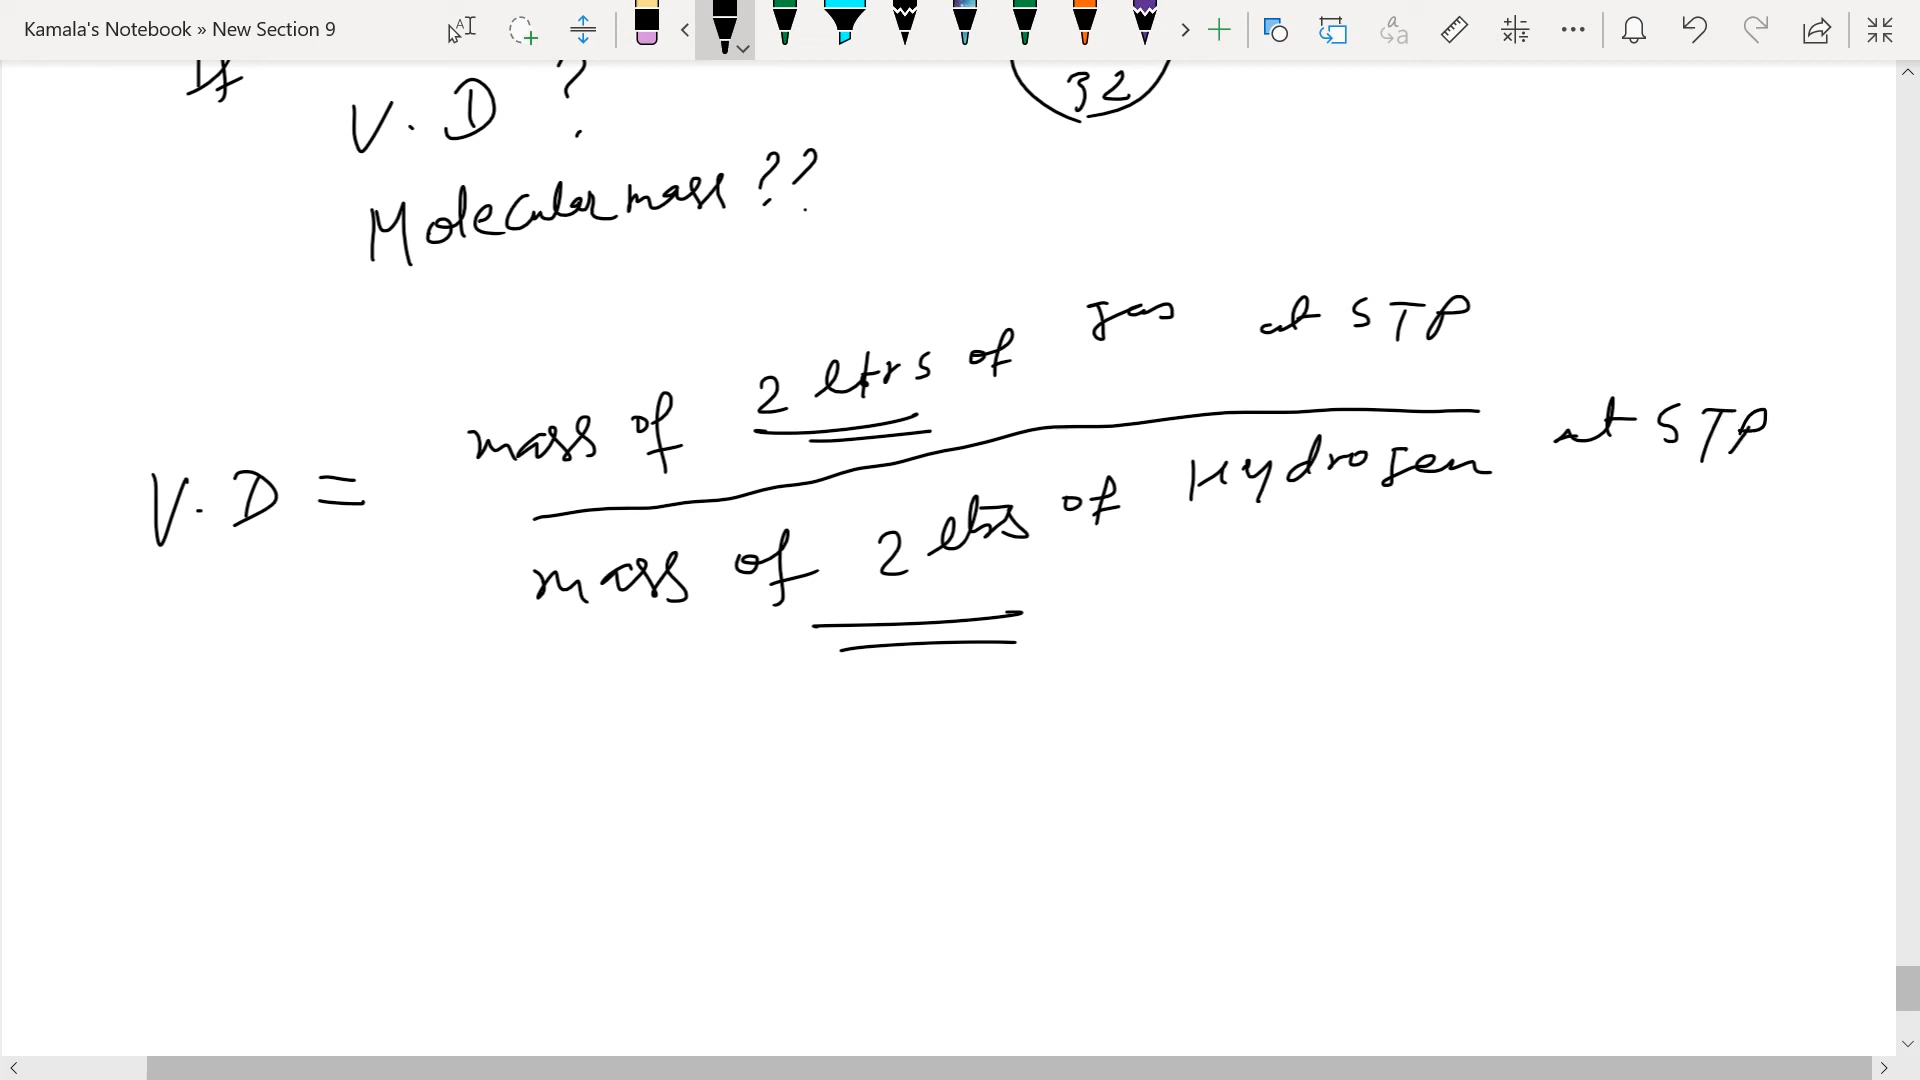 Kamala's Notebook » New Section 9
If
V.D ?
32
Molecular mass ??
V.D = mass of 2 ltrs of gas at STP
mass of 2 ltrs of Hydrogen at STP